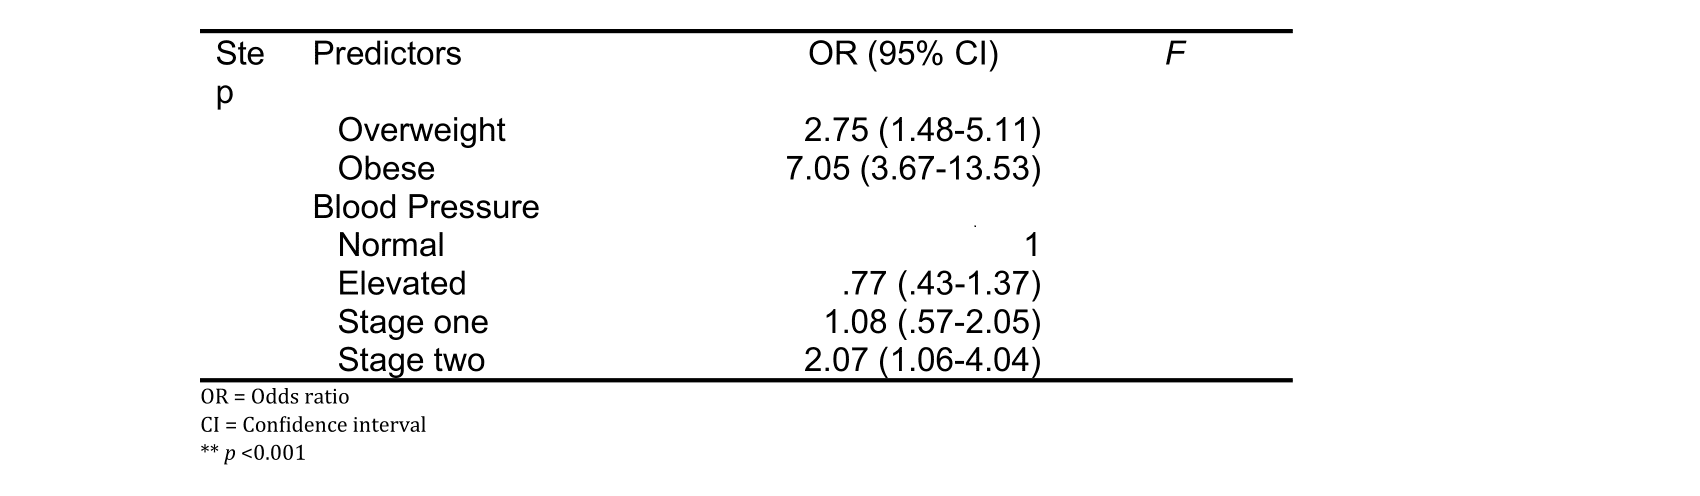 Ste Predictors OR (95% CI) F
p
Overweight 2.75 (1.48-5.11)
Obese 7.05 (3.67-13.53)
Blood Pressure
Normal 1
Elevated .77 (.43-1.37)
Stage one 1.08 (.57-2.05)
Stage two 2.07 (1.06-4.04)
OR = Odds ratio
CI = Confidence interval
** p <0.001